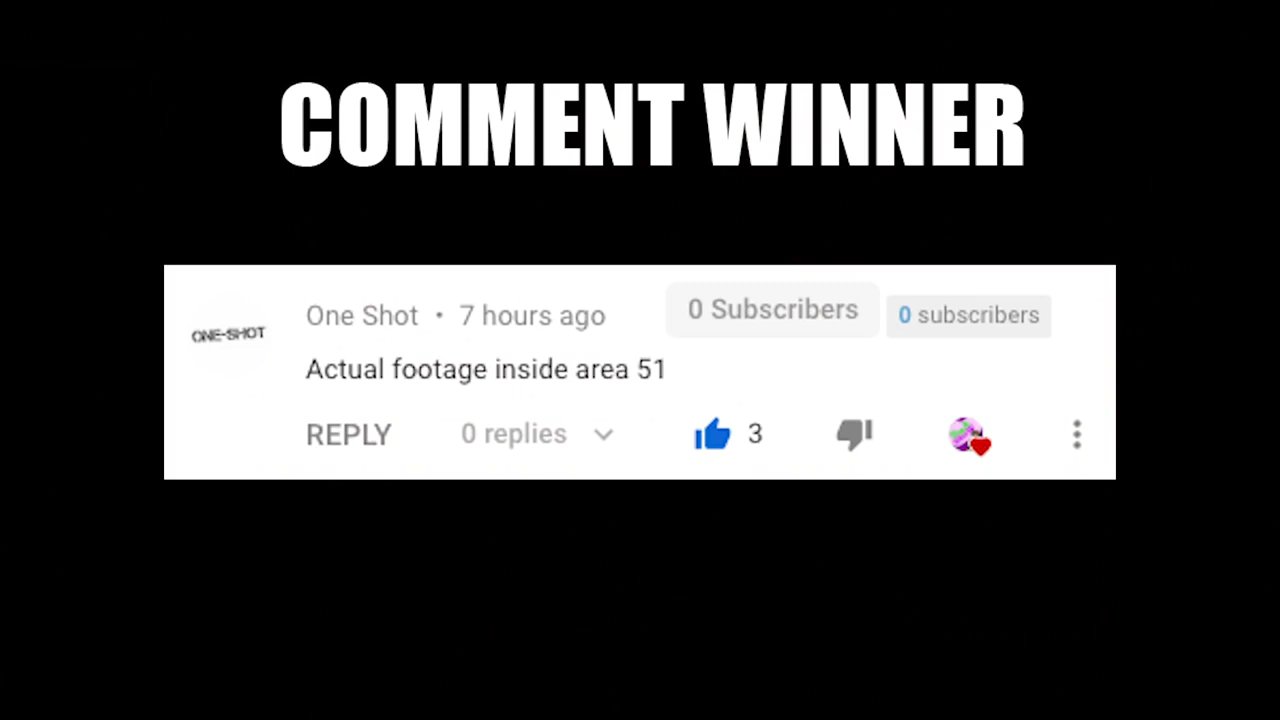 COMMENT WINNER
ONE-SHOT
One Shot • 7 hours ago 0 Subscribers 0 subscribers
Actual footage inside area 51
REPLY 0 replies 3